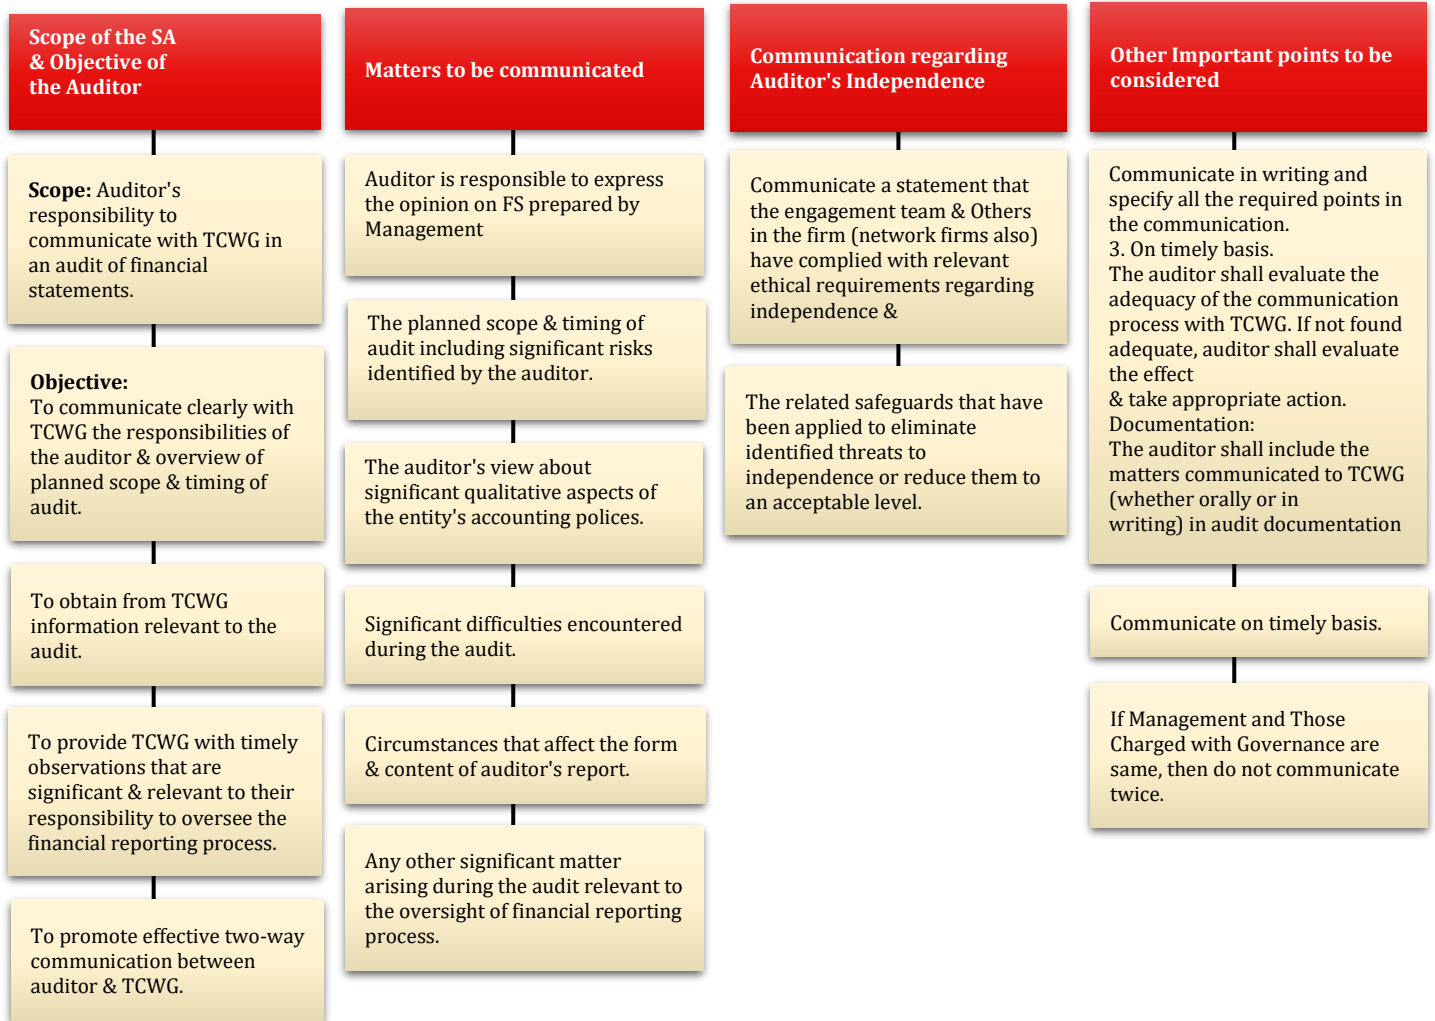 Scope of the SA
& Objective of
the Auditor
Scope: Auditor's
responsibility to
communicate with TCWG in
an audit of financial
statements.
Objective:
To communicate clearly with
TCWG the responsibilities of
the auditor & overview of
planned scope & timing of
audit.
To obtain from TCWG
information relevant to the
audit.
To provide TCWG with timely
observations that are
significant & relevant to their
responsibility to oversee the
financial reporting process.
To promote effective two-way
communication between
auditor & TCWG.
Matters to be communicated
Auditor is responsible to express
the opinion on FS prepared by
Management
The planned scope & timing of
audit including significant risks
identified by the auditor.
The auditor's view about
significant qualitative aspects of
the entity's accounting polices.
Significant difficulties encountered
during the audit.
Circumstances that affect the form
& content of auditor's report.
Any other significant matter
arising during the audit relevant to
the oversight of financial reporting
process.
Communication regarding
Auditor's Independence
Communicate a statement that
the engagement team & Others
in the firm (network firms also)
have complied with relevant
ethical requirements regarding
independence &
The related safeguards that have
been applied to eliminate
identified threats to
independence or reduce them to
an acceptable level.
Other Important points to be
considered
Communicate in writing and
specify all the required points in
the communication.
3. On timely basis.
The auditor shall evaluate the
adequacy of the communication
process with TCWG. If not found
adequate, auditor shall evaluate
the effect
& take appropriate action.
Documentation:
The auditor shall include the
matters communicated to TCWG
(whether orally or in
writing) in audit documentation
Communicate on timely basis.
If Management and Those
Charged with Governance are
same, then do not communicate
twice.